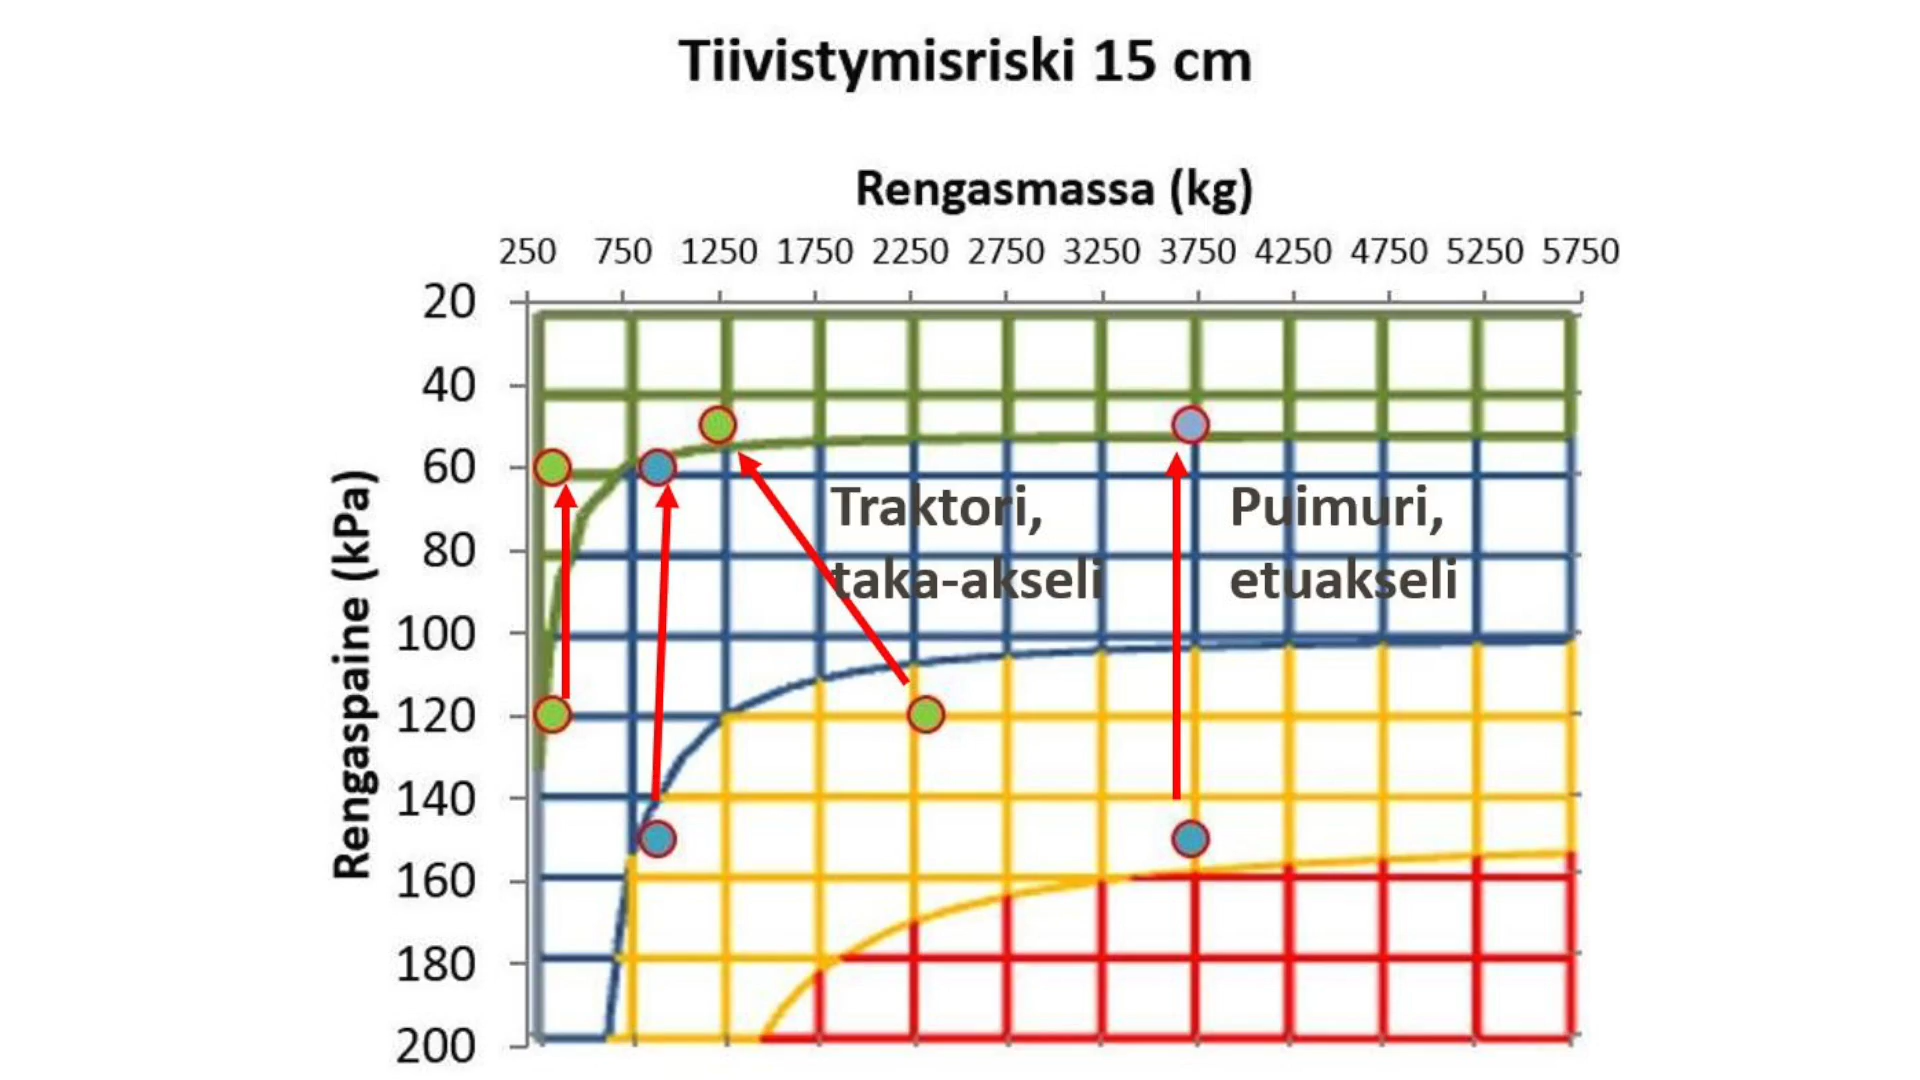 Tiivistymisriski 15 cm
Rengasmassa (kg)
250 750 1250 1750 2250 2750 3250 3750 4250 4750 5250 5750
Rengaspaine (kPa)
20
40
60
80
100
120
140
160
180
200
Traktori,
taka-akseli
Puimuri,
etuakseli